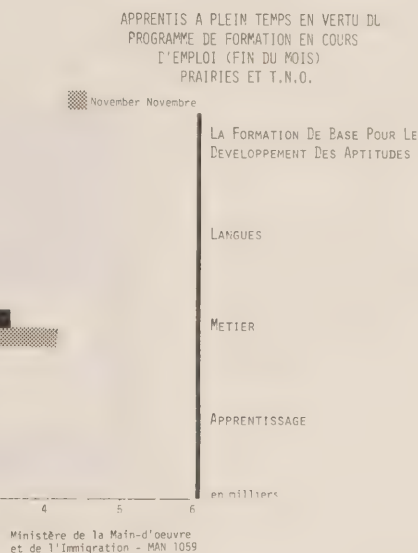 APPRENTIS A PLEIN TEMPS EN VERTU DU
PROGRAMME DE FORMATION EN COURS
D'EMPLOI (FIN DU MOIS)
PRAIRIES ET T.N.O.
November Novembre
LA FORMATION DE BASE POUR LE
DEVELOPPEMENT DES APTITUDES
LANGUES
METIER
APPRENTISSAGE
en milliers
4 5 6
Ministère de la Main-d'oeuvre
et de l'Immigration - MAN 1059